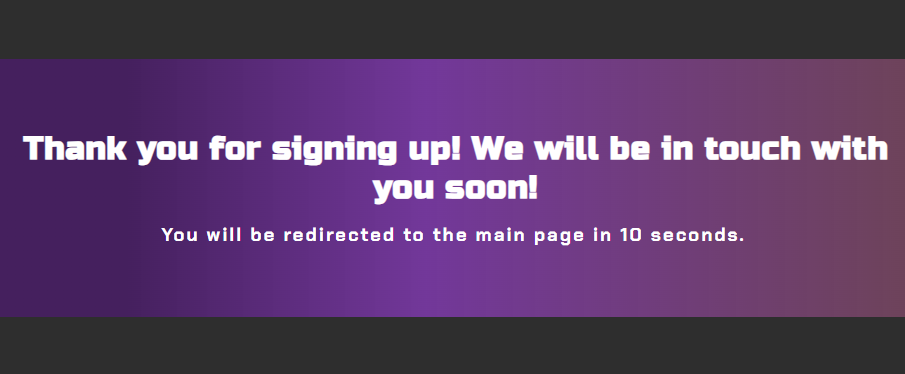 Thank you for signing up! We will be in touch with
you soon!
You will be redirected to the main page in 10 seconds.